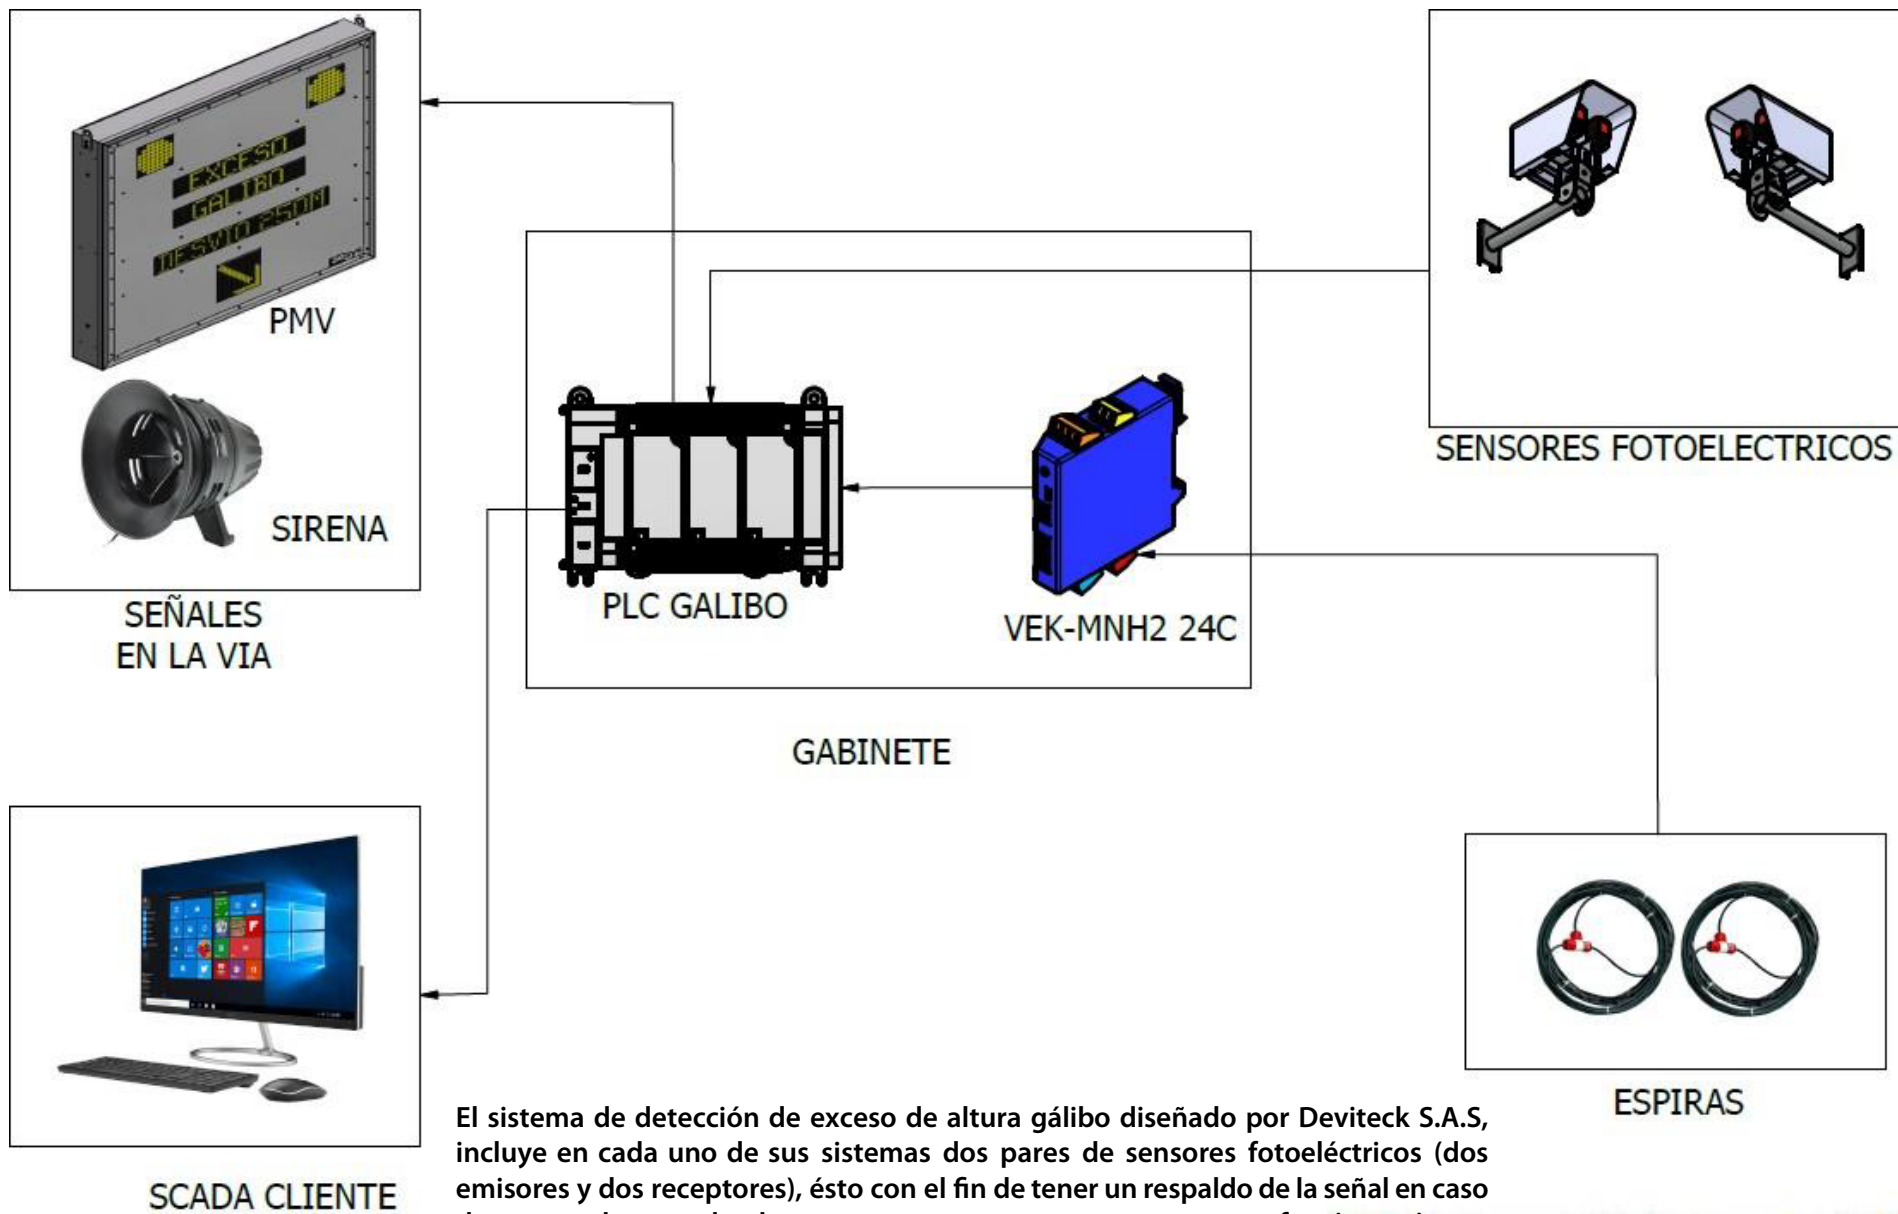 EXCESO
GALIBO
DESVIO 250M
PMV
SIRENA
SEÑALES
EN LA VIA
PLC GALIBO
VEK-MNH2 24C
GABINETE
SENSORES FOTOELECTRICOS
ESPIRAS
SCADA CLIENTE
El sistema de detección de exceso de altura gálibo diseñado por Deviteck S.A.S,
incluye en cada uno de sus sistemas dos pares de sensores fotoeléctricos (dos
emisores y dos receptores), ésto con el fin de tener un respaldo de la señal en caso